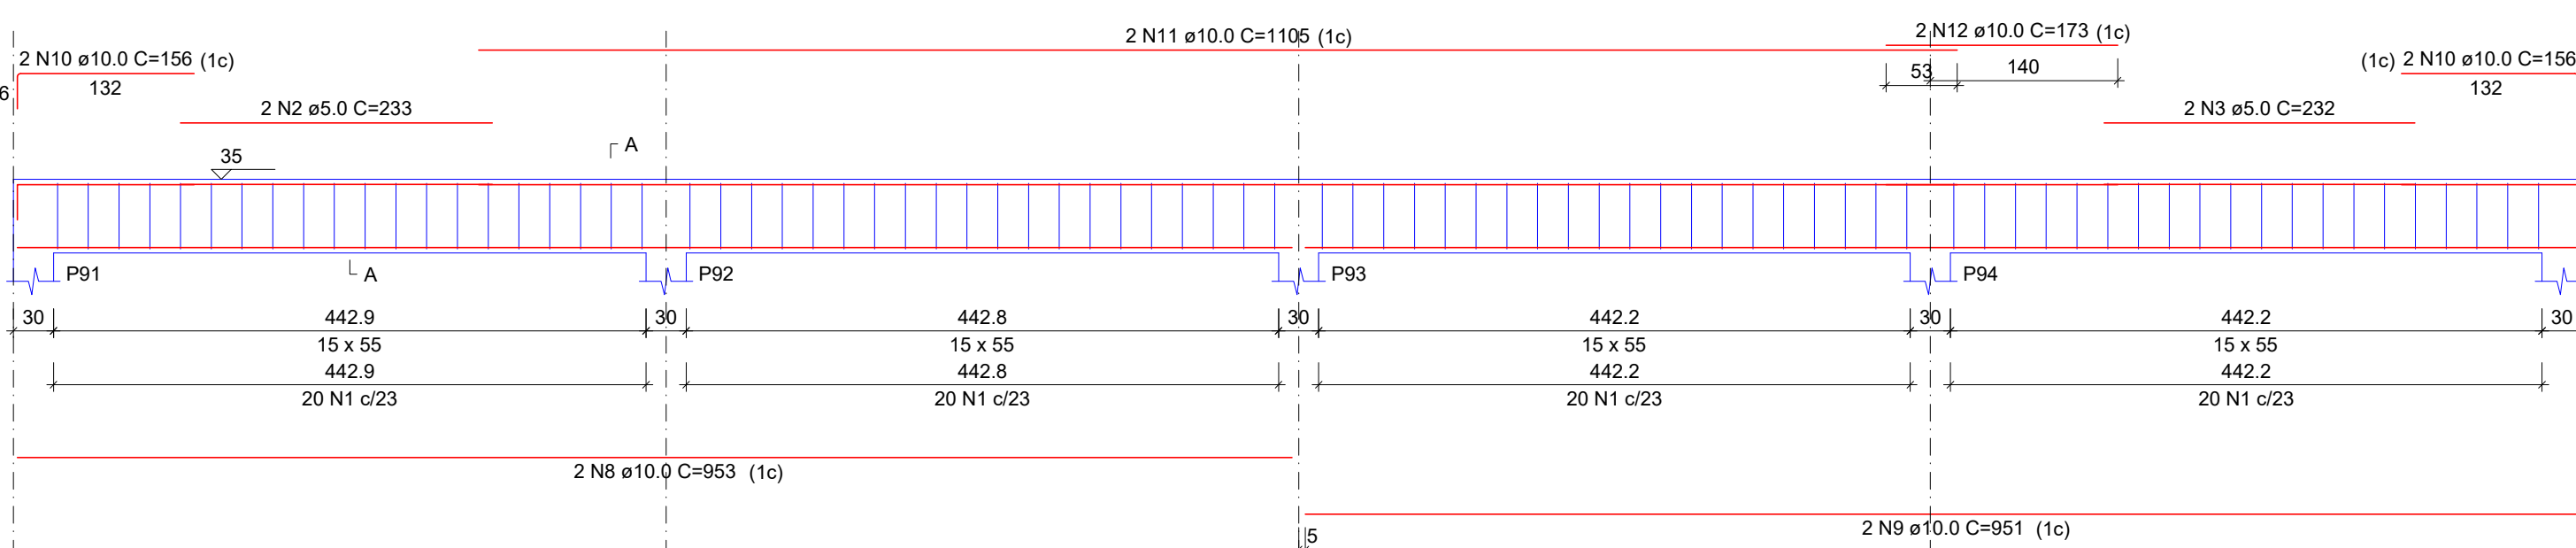 2 N11 ø10.0 C=1105 (1c)
2 N12 ø10.0 C=173 (1c)
2 N10 ø10.0 C=156 (1c)
(1c) 2 N10 ø10.0 C=156
53
140
132
132
6
2 N2 ø5.0 C=233
2 N3 ø5.0 C=232
A
35
P91
A
P92
P93
P94
30 442.9 30 442.8 30 442.2 30 442.2 30
15 x 55 15 x 55 15 x 55 15 x 55
442.9 442.8 442.2 442.2
20 N1 c/23 20 N1 c/23 20 N1 c/23 20 N1 c/23
2 N8 ø10.0 C=953 (1c)
2 N9 ø10.0 C=951 (1c)
5